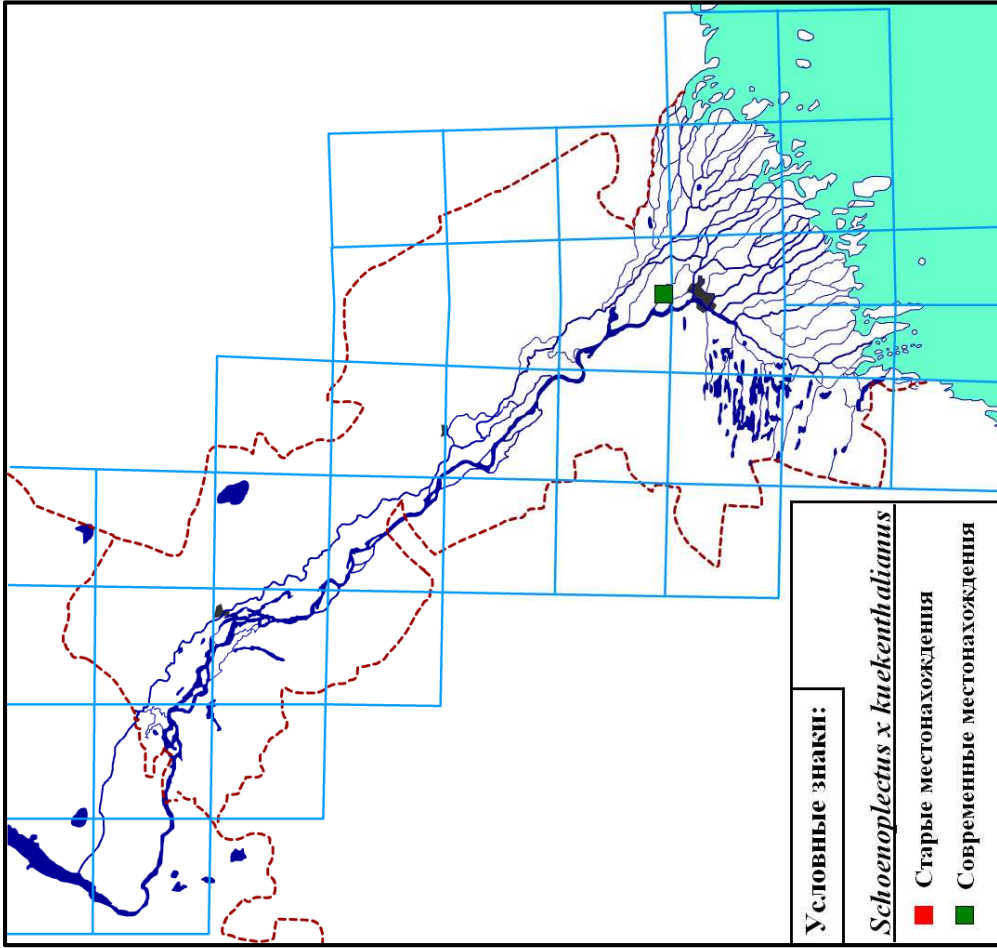 Условные знаки:
Schoenoplectus x kuekenthalianus
Старые местонахождения
Современные местонахождения